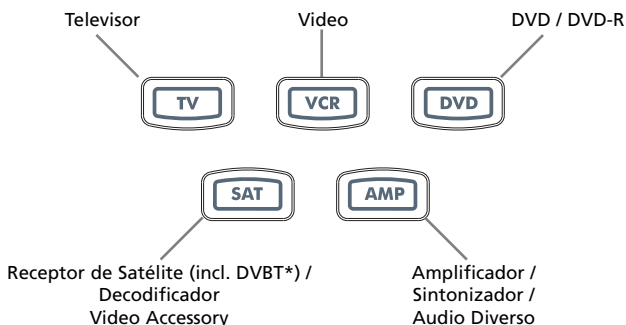 Televisor
Video
DVD / DVD-R
TV
VCR
DVD
SAT
AMP
Receptor de Satélite (incl. DVBT*) /
Decodificador
Video Accessory
Amplificador /
Sintonizador /
Audio Diverso